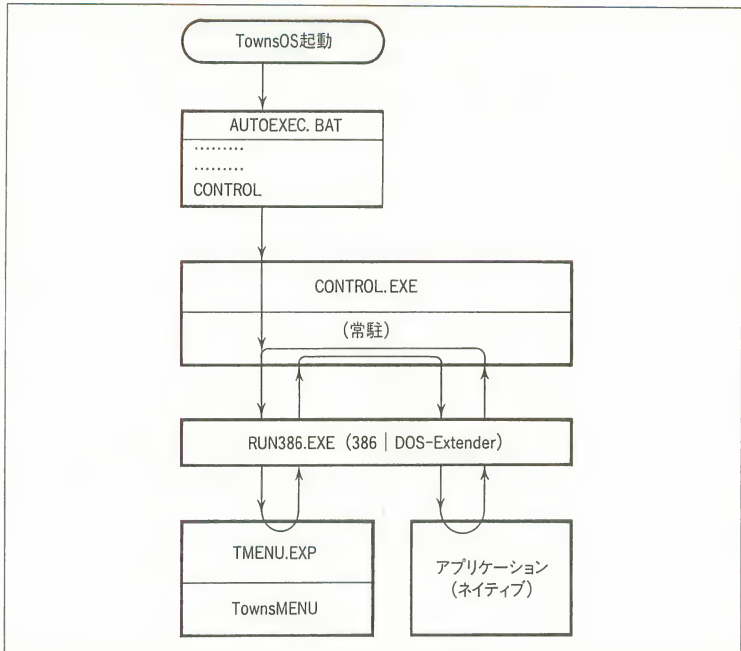 TownsOS起動
AUTOEXEC. BAT
………
………
CONTROL
CONTROL. EXE
(常駐)
RUN386.EXE (386 | DOS-Extender)
TMENU.EXP
TownsMENU
アプリケーション
(ネイティブ)